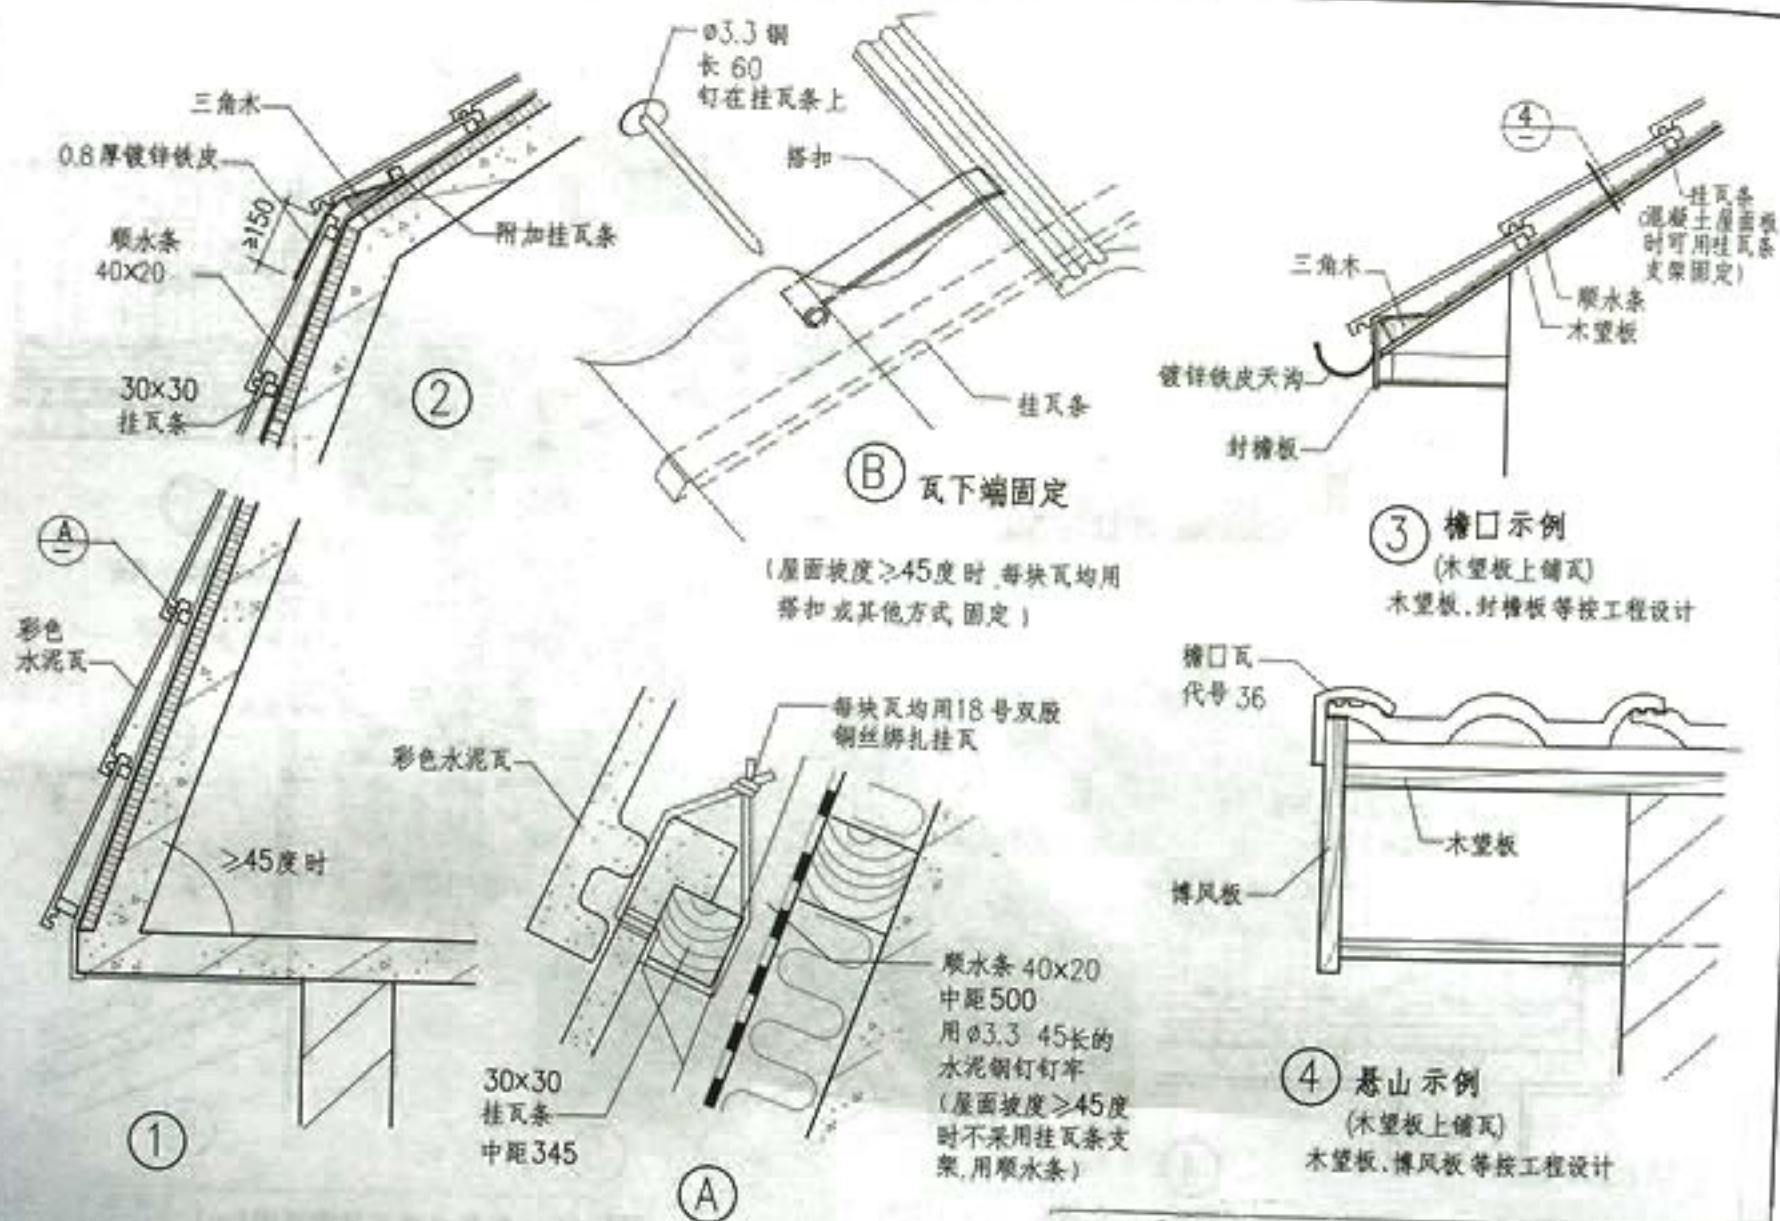 三角木
0.8厚镀锌铁皮
≥150
顺水条
40×20
附加挂瓦条
30×30
挂瓦条
2
ø3.3 钢
长 60
钉在挂瓦条上
搭扣
挂瓦条
B 瓦下端固定
(屋面坡度≥45度时,每块瓦均用
搭扣或其他方式 固定)
4
挂瓦条
(混凝土屋面板
时可用挂瓦条
支架固定)
三角木
顺水条
木望板
镀锌铁皮天沟
封檐板
3 檐口示例
(木望板上铺瓦)
木望板、封檐板等按工程设计
A
彩色
水泥瓦
≥45度时
1
每块瓦均用18号双股
铜丝绑扎挂瓦
彩色水泥瓦
顺水条 40×20
中距500
用ø3.3 45长的
水泥钢钉钉牢
(屋面坡度≥45度
时不采用挂瓦条支
架,用顺水条)
30×30
挂瓦条
中距345
A
檐口瓦
代号 36
木望板
博风板
4 悬山示例
(木望板上铺瓦)
木望板、博风板等按工程设计